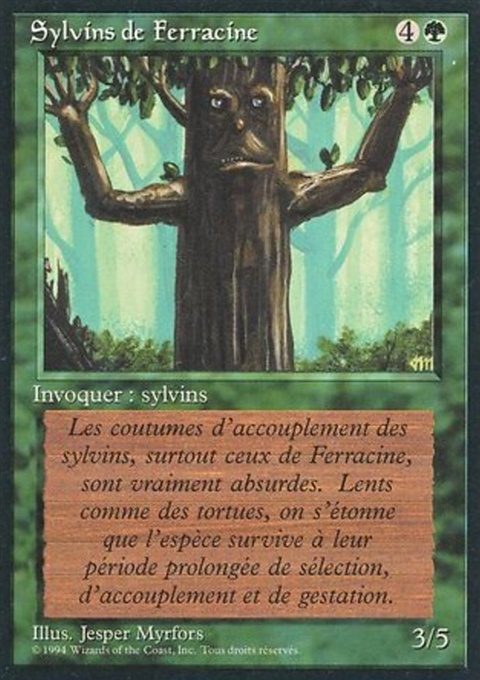 Sylvins de Ferracine 4
Invoquer : sylvins
Les coutumes d'accouplement des
sylvins, surtout ceux de Ferracine,
sont vraiment absurdes. Lents
comme des tortues, on s'étonne
que l'espèce survive à leur
période prolongée de sélection,
d'accouplement et de gestation.
Illus. Jesper Myrfors
©1994 Wizards of the Coast, Inc. Tous droits réservés.
3/5